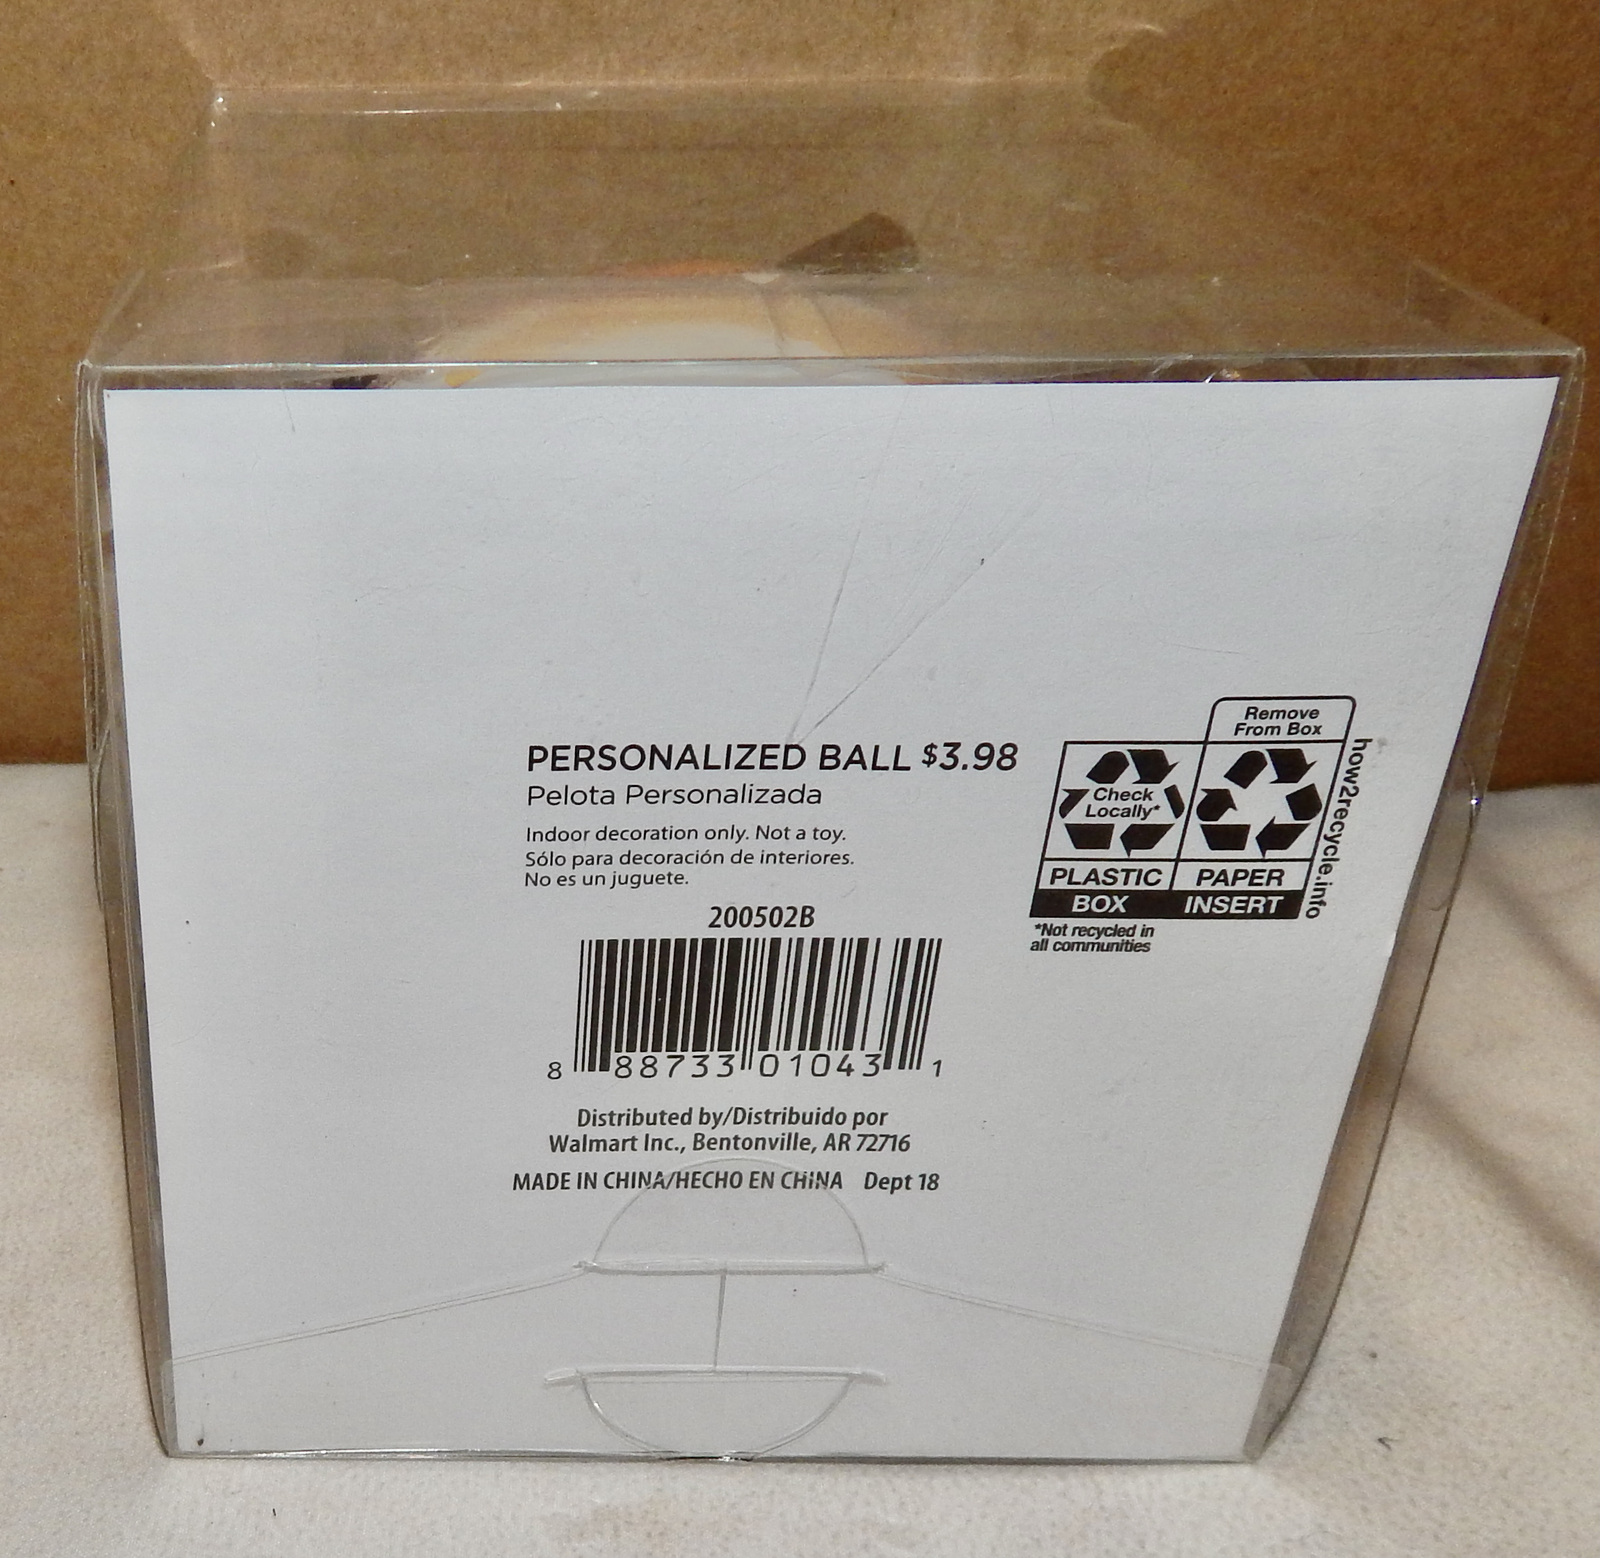 PERSONALIZED BALL $3.98
Pelota Personalizada
Indoor decoration only. Not a toy.
Sólo para decoración de interiores.
No es un juguete.
200502B
8 88733 01043 1
Distributed by/Distribuido por
Walmart Inc., Bentonville, AR 72716
MADE IN CHINA/HECHO EN CHINA Dept 18
Remove
From Box
Check
Locally*
PLASTIC
BOX
PAPER
INSERT
*Not recycled in
all communities
how2recycle.info